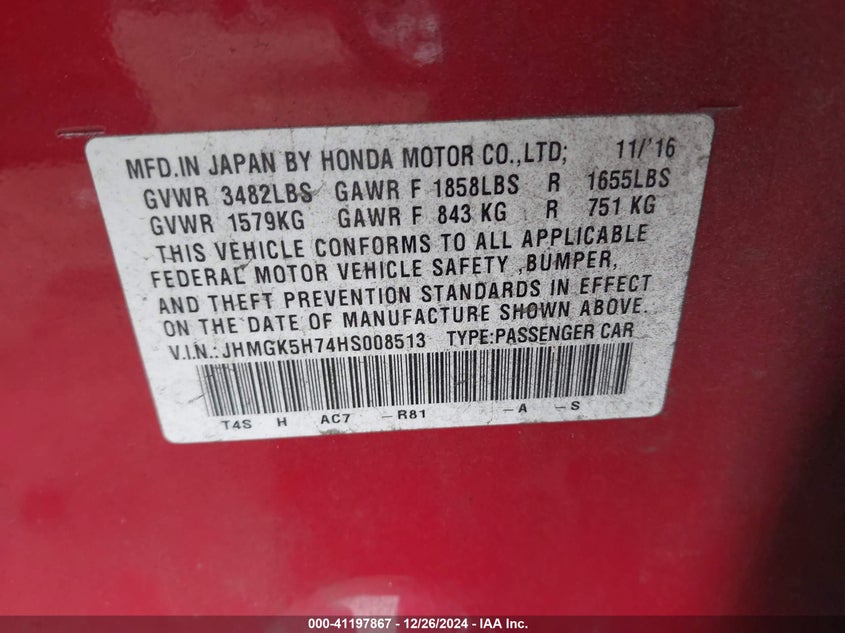 MFD.IN JAPAN BY HONDA MOTOR CO.,LTD; 11/'16
GVWR 3482LBS GAWR F 1858LBS R 1655LBS
GVWR 1579KG GAWR F 843 KG R 751 KG
THIS VEHICLE CONFORMS TO ALL APPLICABLE
FEDERAL MOTOR VEHICLE SAFETY ,BUMPER,
AND THEFT PREVENTION STANDARDS IN EFFECT
ON THE DATE OF MANUFACTURE SHOWN ABOVE.
V.I.N.: JHMGK5H74HS008513 TYPE:PASSENGER CAR
T4S H AC7 –R81 –A –S
000-41197867 - 12/26/2024 - IAA Inc.